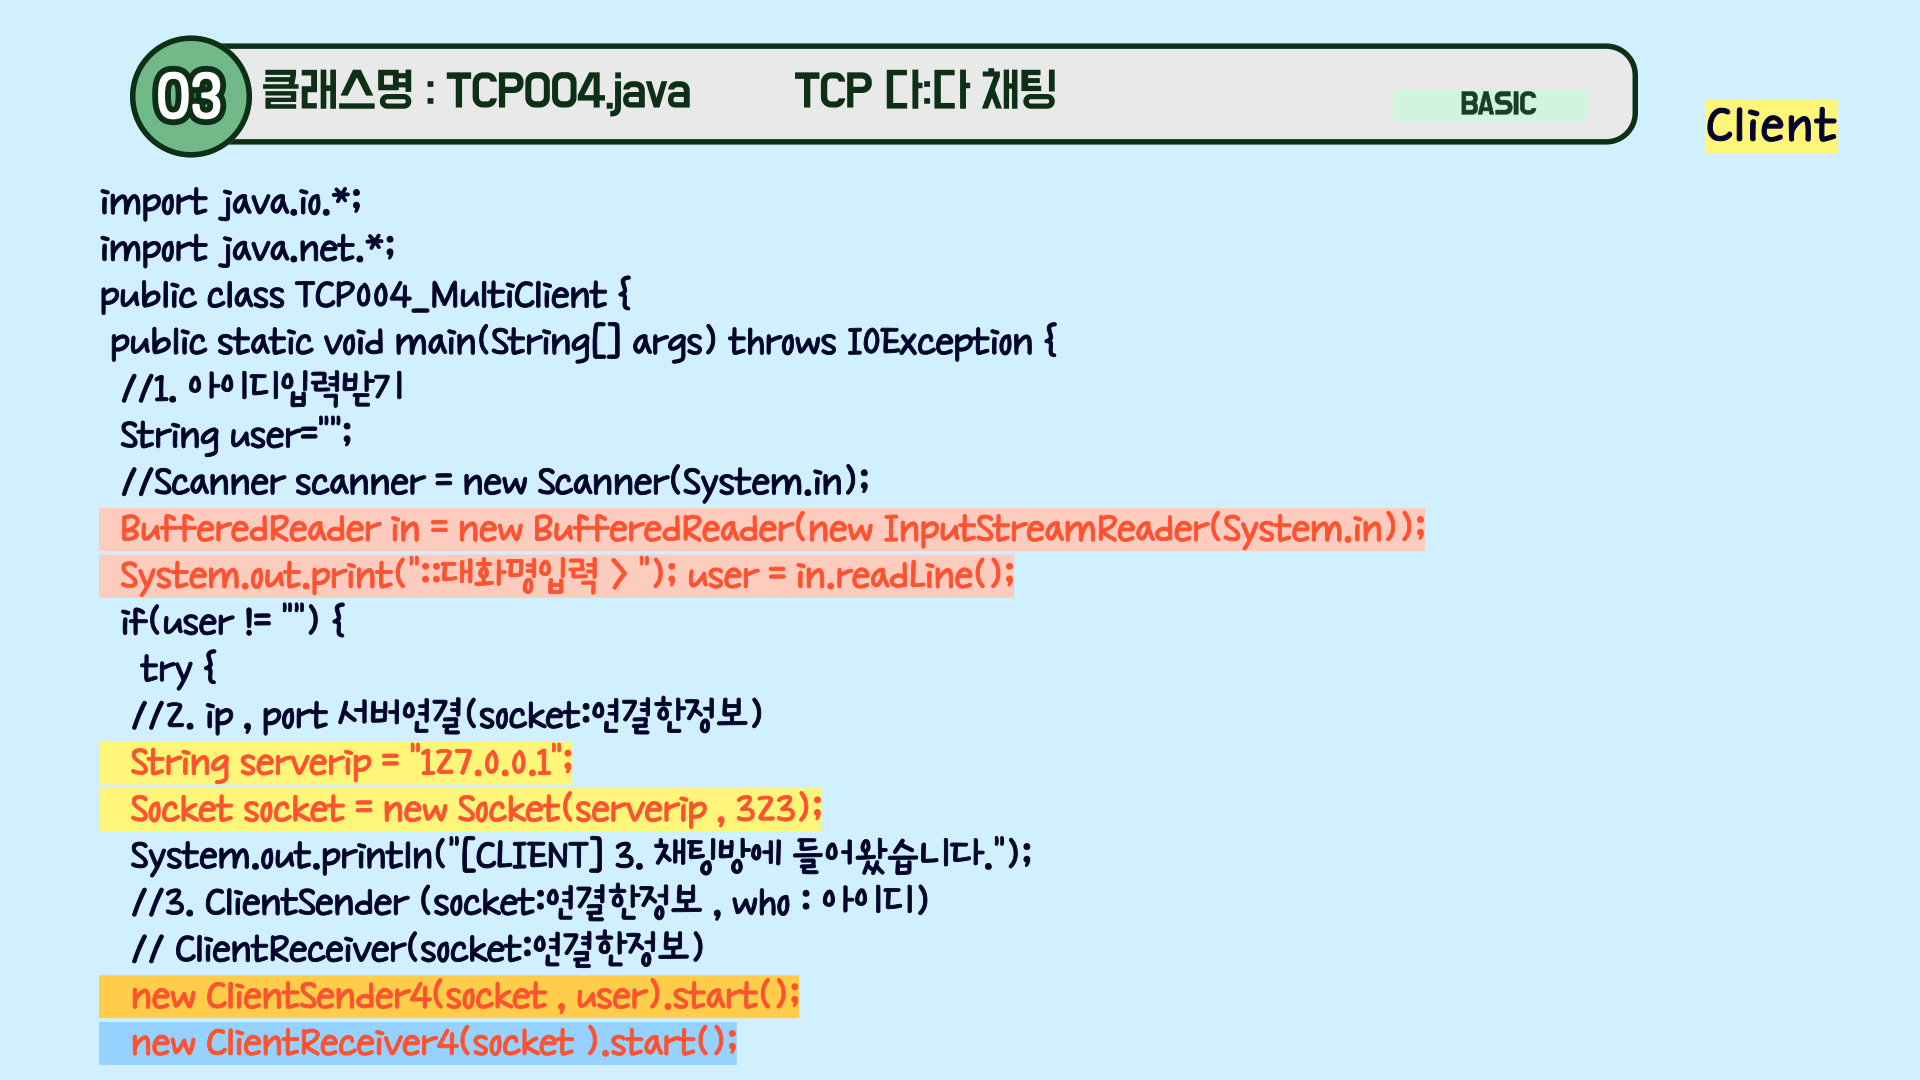 03 클래스명 : TCP004.java TCP 다:다 채팅 BASIC
Client
import java.io.*;
import java.net.*;
public class TCP004_MultiClient {
public static void main(String[] args) throws IOException {
//1. 아이디입력받기
String user="";
//Scanner scanner = new Scanner(System.in);
BufferedReader in = new BufferedReader(new InputStreamReader(System.in));
System.out.print("::대화명입력 > "); user = in.readLine();
if(user != "") {
try {
//2. ip , port 서버연결(socket:연결한정보)
String serverip = "127.0.0.1";
Socket socket = new Socket(serverip , 323);
System.out.println("[CLIENT] 3. 채팅방에 들어왔습니다.");
//3. ClientSender (socket:연결한정보 , who : 아이디)
// ClientReceiver(socket:연결한정보)
new ClientSender4(socket , user).start();
new ClientReceiver4(socket ).start();